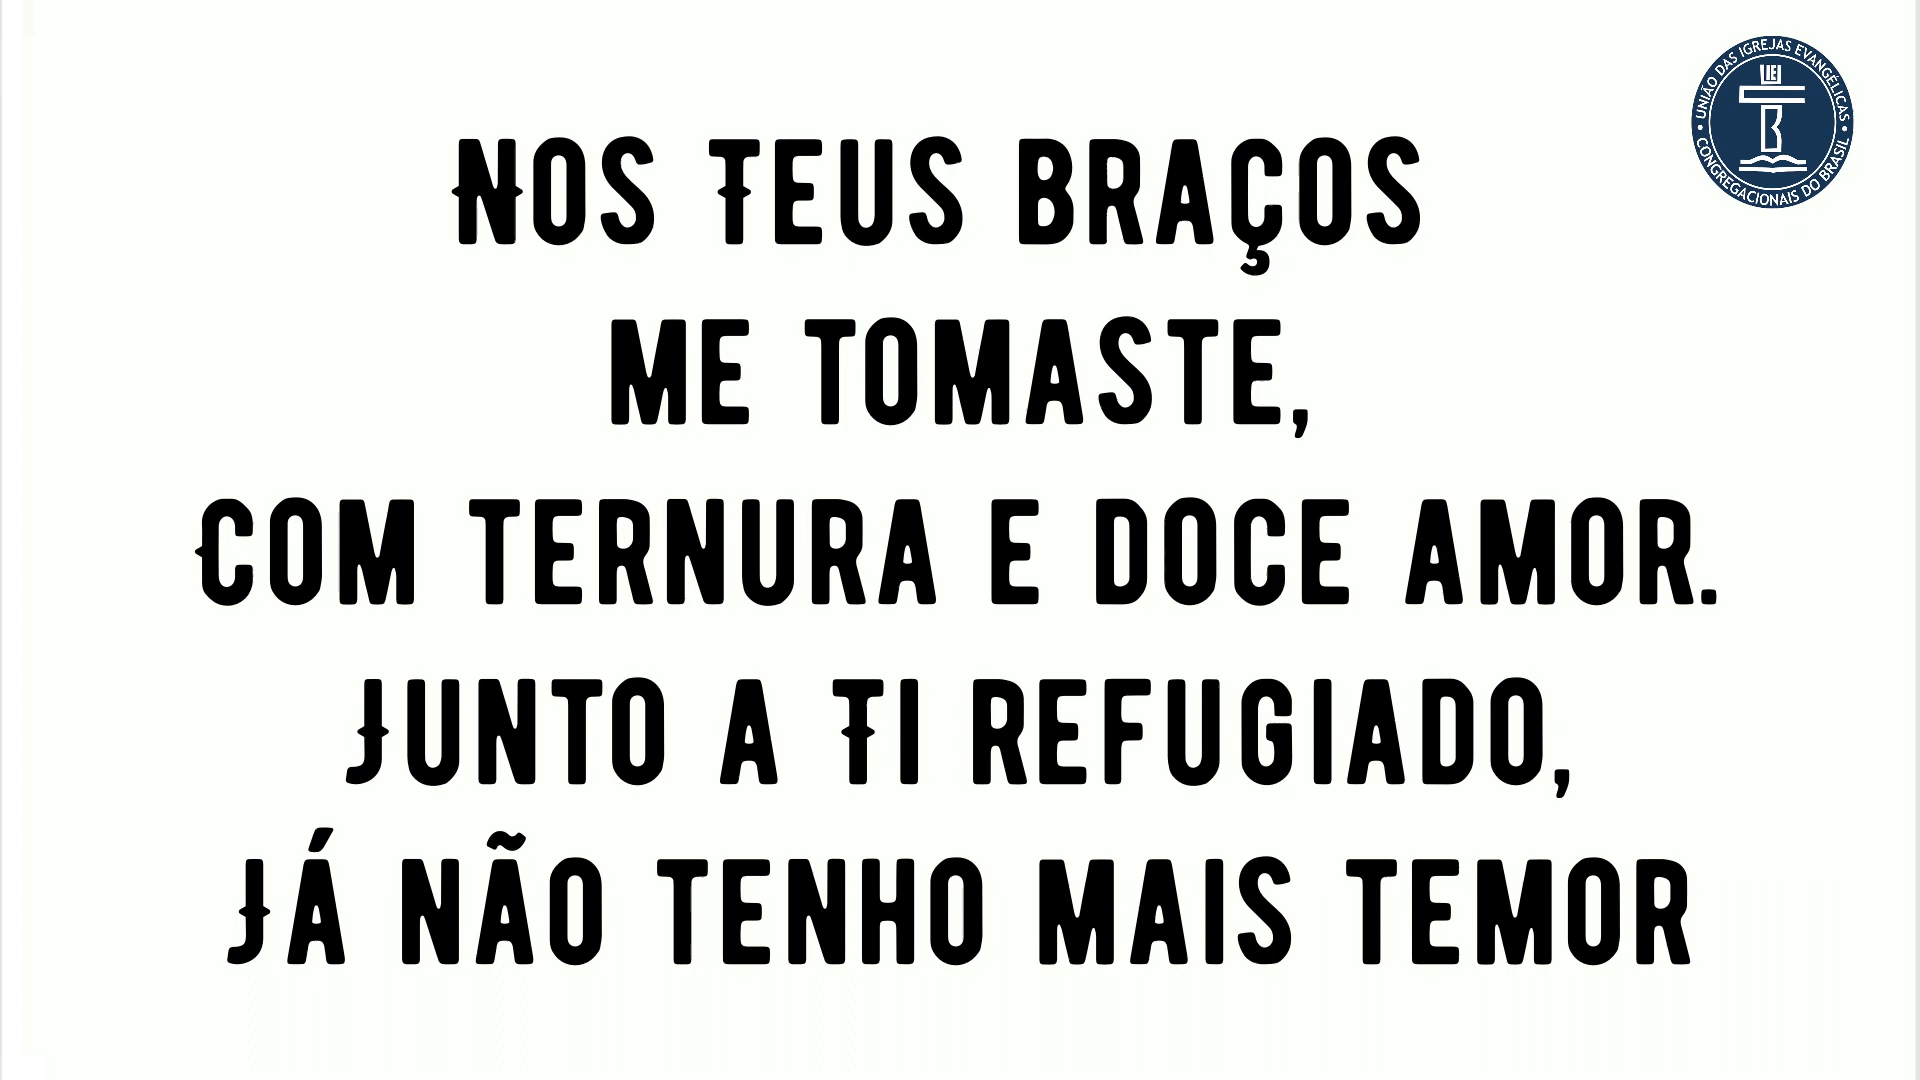 Nos Teus braços
me tomaste,
Com ternura e doce amor.
Junto a Ti refugiado,
Já não tenho mais temor
UNIÃO DAS IGREJAS EVANGÉLICAS
CONGREGACIONAIS DO BRASIL